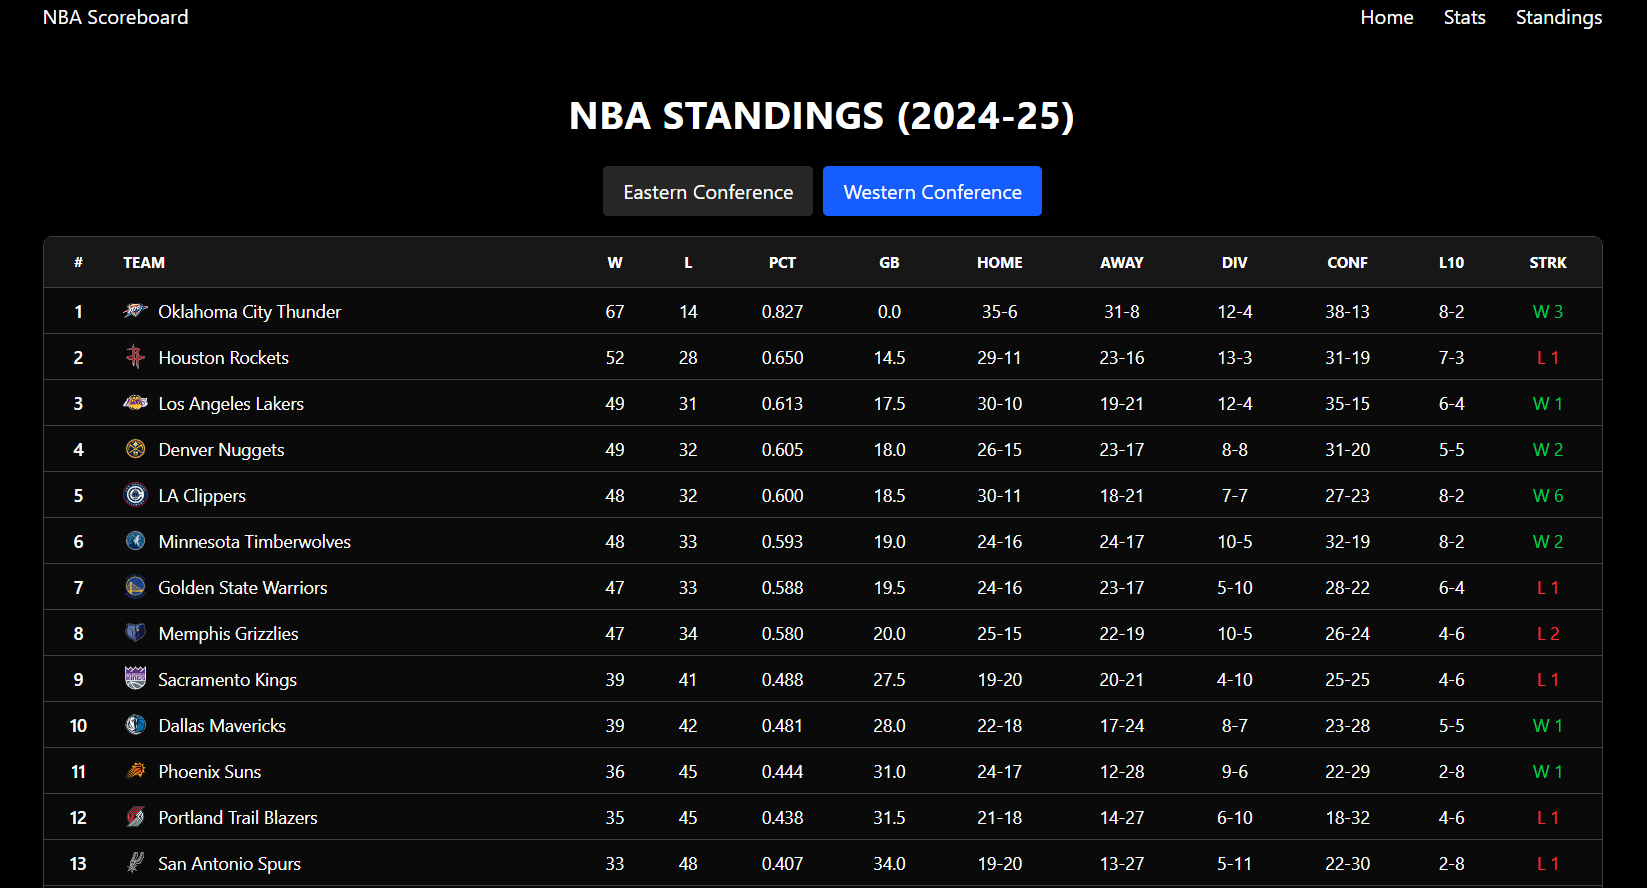 NBA Scoreboard Home Stats Standings
NBA STANDINGS (2024-25)
Eastern Conference Western Conference
# TEAM W L PCT GB HOME AWAY DIV CONF L10 STRK
1 Oklahoma City Thunder 67 14 0.827 0.0 35-6 31-8 12-4 38-13 8-2 W 3
2 Houston Rockets 52 28 0.650 14.5 29-11 23-16 13-3 31-19 7-3 L 1
3 Los Angeles Lakers 49 31 0.613 17.5 30-10 19-21 12-4 35-15 6-4 W 1
4 Denver Nuggets 49 32 0.605 18.0 26-15 23-17 8-8 31-20 5-5 W 2
5 LA Clippers 48 32 0.600 18.5 30-11 18-21 7-7 27-23 8-2 W 6
6 Minnesota Timberwolves 48 33 0.593 19.0 24-16 24-17 10-5 32-19 8-2 W 2
7 Golden State Warriors 47 33 0.588 19.5 24-16 23-17 5-10 28-22 6-4 L 1
8 Memphis Grizzlies 47 34 0.580 20.0 25-15 22-19 10-5 26-24 4-6 L 2
9 Sacramento Kings 39 41 0.488 27.5 19-20 20-21 4-10 25-25 4-6 L 1
10 Dallas Mavericks 39 42 0.481 28.0 22-18 17-24 8-7 23-28 5-5 W 1
11 Phoenix Suns 36 45 0.444 31.0 24-17 12-28 9-6 22-29 2-8 W 1
12 Portland Trail Blazers 35 45 0.438 31.5 21-18 14-27 6-10 18-32 4-6 L 1
13 San Antonio Spurs 33 48 0.407 34.0 19-20 13-27 5-11 22-30 2-8 L 1